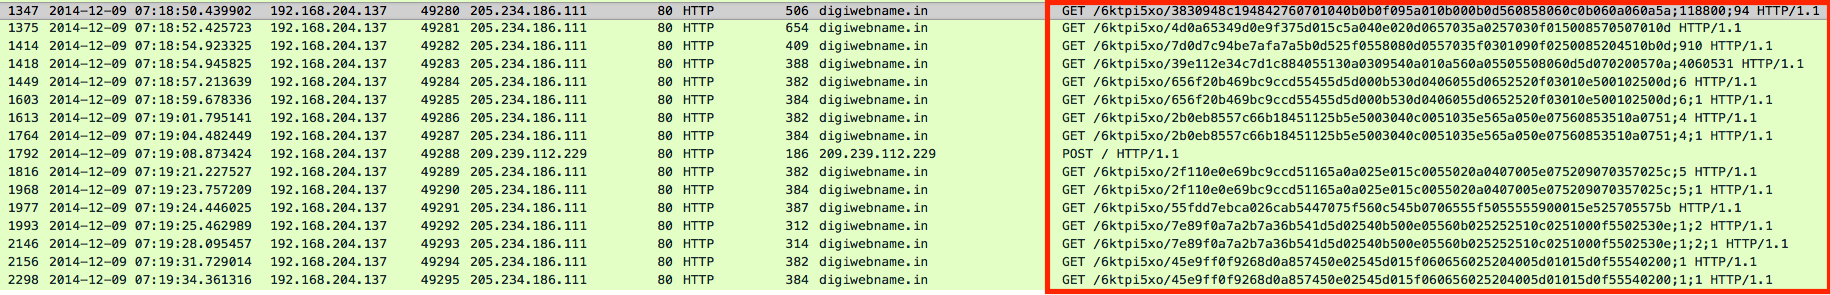 1347 2014-12-09 07:18:50.439902 192.168.204.137 49280 205.234.186.111 80 HTTP 506 digiwebname.in GET /6ktpi5xo/3830948c194842760701040b0b0f095a010b000b0d560858060c0b060a060a5a;118800;94 HTTP/1.1
1375 2014-12-09 07:18:52.425723 192.168.204.137 49281 205.234.186.111 80 HTTP 654 digiwebname.in GET /6ktpi5xo/4d0a65349d0e9f375d015c5a040e020d0657035a0257030f015008570507010d HTTP/1.1
1414 2014-12-09 07:18:54.923325 192.168.204.137 49282 205.234.186.111 80 HTTP 409 digiwebname.in GET /6ktpi5xo/7d0d7c94be7afa7a5b0d525f0558080d0557035f0301090f0250085204510b0d;910 HTTP/1.1
1418 2014-12-09 07:18:54.945825 192.168.204.137 49283 205.234.186.111 80 HTTP 388 digiwebname.in GET /6ktpi5xo/39e112e34c7d1c884055130a0309540a010a560a05505508060d5d070200570a;4060531 HTTP/1.1
1449 2014-12-09 07:18:57.213639 192.168.204.137 49284 205.234.186.111 80 HTTP 382 digiwebname.in GET /6ktpi5xo/656f20b469bc9ccd55455d5d000b530d0406055d0652520f03010e500102500d;6 HTTP/1.1
1603 2014-12-09 07:18:59.678336 192.168.204.137 49285 205.234.186.111 80 HTTP 384 digiwebname.in GET /6ktpi5xo/656f20b469bc9ccd55455d5d000b530d0406055d0652520f03010e500102500d;6;1 HTTP/1.1
1613 2014-12-09 07:19:01.795141 192.168.204.137 49286 205.234.186.111 80 HTTP 382 digiwebname.in GET /6ktpi5xo/2b0eb8557c66b18451125b5e5003040c0051035e565a050e07560853510a0751;4 HTTP/1.1
1764 2014-12-09 07:19:04.482449 192.168.204.137 49287 205.234.186.111 80 HTTP 384 digiwebname.in GET /6ktpi5xo/2b0eb8557c66b18451125b5e5003040c0051035e565a050e07560853510a0751;4;1 HTTP/1.1
1792 2014-12-09 07:19:08.873424 192.168.204.137 49288 209.239.112.229 80 HTTP 186 209.239.112.229 POST / HTTP/1.1
1816 2014-12-09 07:19:21.227527 192.168.204.137 49289 205.234.186.111 80 HTTP 382 digiwebname.in GET /6ktpi5xo/2f110e0e69bc9ccd51165a0a025e015c0055020a0407005e075209070357025c;5 HTTP/1.1
1968 2014-12-09 07:19:23.757209 192.168.204.137 49290 205.234.186.111 80 HTTP 384 digiwebname.in GET /6ktpi5xo/2f110e0e69bc9ccd51165a0a025e015c0055020a0407005e075209070357025c;5;1 HTTP/1.1
1977 2014-12-09 07:19:24.446025 192.168.204.137 49291 205.234.186.111 80 HTTP 387 digiwebname.in GET /6ktpi5xo/55fdd7ebca026cab5447075f560c545b0706555f5055555900015e525705575b HTTP/1.1
1993 2014-12-09 07:19:25.462989 192.168.204.137 49292 205.234.186.111 80 HTTP 312 digiwebname.in GET /6ktpi5xo/7e89f0a7a2b7a36b541d5d02540b500e05560b025252510c0251000f5502530e;1;2 HTTP/1.1
2146 2014-12-09 07:19:28.095457 192.168.204.137 49293 205.234.186.111 80 HTTP 314 digiwebname.in GET /6ktpi5xo/7e89f0a7a2b7a36b541d5d02540b500e05560b025252510c0251000f5502530e;1;2;1 HTTP/1.1
2156 2014-12-09 07:19:31.729014 192.168.204.137 49294 205.234.186.111 80 HTTP 382 digiwebname.in GET /6ktpi5xo/45e9ff0f9268d0a857450e02545d015f060656025204005d01015d0f55540200;1 HTTP/1.1
2298 2014-12-09 07:19:34.361316 192.168.204.137 49295 205.234.186.111 80 HTTP 384 digiwebname.in GET /6ktpi5xo/45e9ff0f9268d0a857450e02545d015f060656025204005d01015d0f55540200;1;1 HTTP/1.1